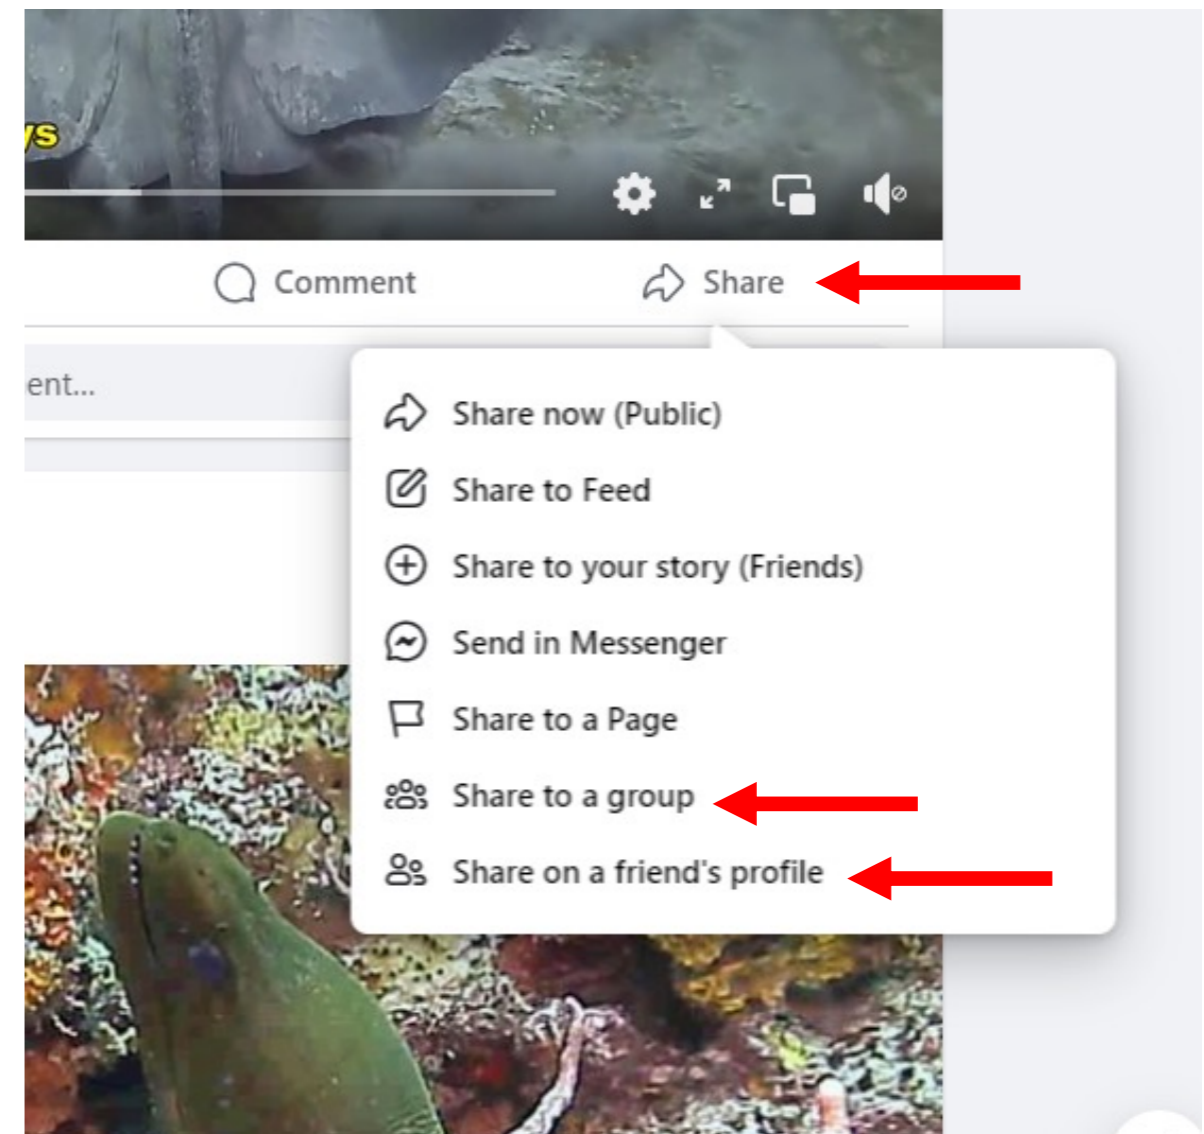 ys
Comment
Share
ent...
Share now (Public)
Share to Feed
Share to your story (Friends)
Send in Messenger
Share to a Page
Share to a group
Share on a friend's profile